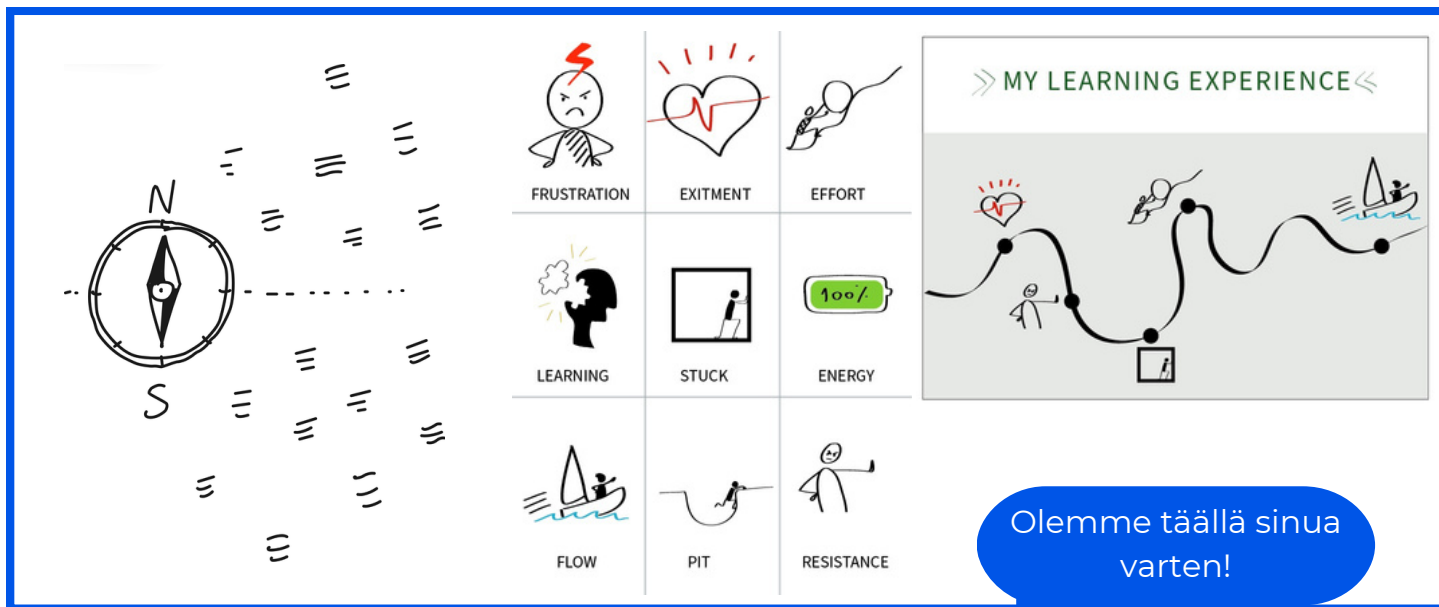 N
S
FRUSTRATION
EXITMENT
EFFORT
LEARNING
STUCK
100%
ENERGY
FLOW
PIT
RESISTANCE
>> MY LEARNING EXPERIENCE <<
Olemme täällä sinua
varten!